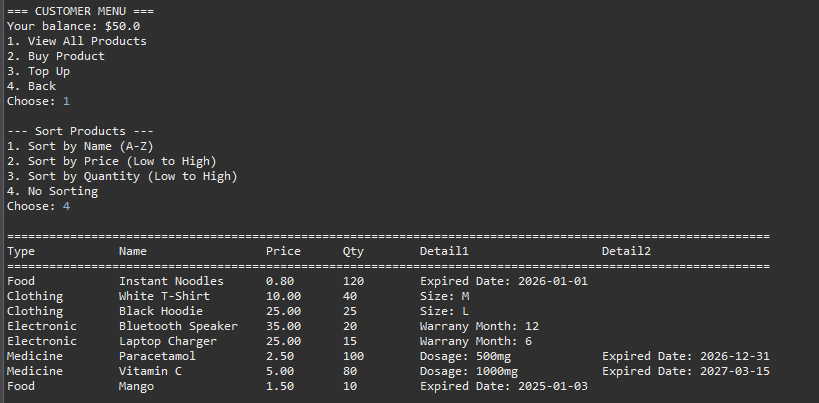 === CUSTOMER MENU ===
Your balance: $50.0
1. View All Products
2. Buy Product
3. Top Up
4. Back
Choose: 1
--- Sort Products ---
1. Sort by Name (A-Z)
2. Sort by Price (Low to High)
3. Sort by Quantity (Low to High)
4. No Sorting
Choose: 4
=============================================================================================================
Type Name Price Qty Detail1 Detail2
=============================================================================================================
Food Instant Noodles 0.80 120 Expired Date: 2026-01-01
Clothing White T-Shirt 10.00 40 Size: M
Clothing Black Hoodie 25.00 25 Size: L
Electronic Bluetooth Speaker 35.00 20 Warrany Month: 12
Electronic Laptop Charger 25.00 15 Warrany Month: 6
Medicine Paracetamol 2.50 100 Dosage: 500mg Expired Date: 2026-12-31
Medicine Vitamin C 5.00 80 Dosage: 1000mg Expired Date: 2027-03-15
Food Mango 1.50 10 Expired Date: 2025-01-03